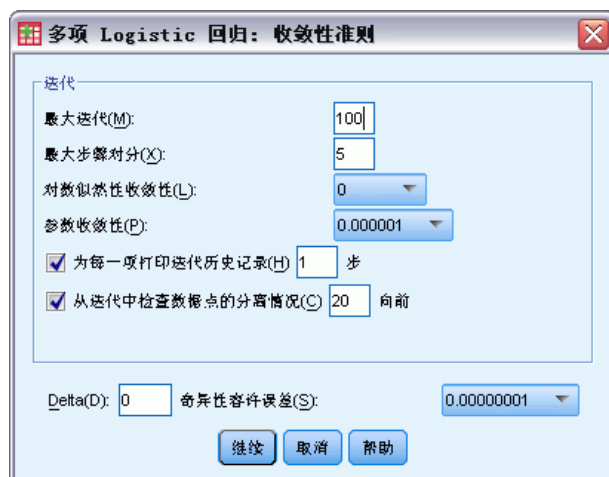 多项 Logistic 回归: 收敛性准则
迭代
最大迭代(M): 100
最大步骤对分(X): 5
对数似然性收敛性(L): 0
参数收敛性(P): 0.000001
为每一项打印迭代历史记录(H) 1 步
从迭代中检查数据点的分离情况(C) 20 向前
Delta(D): 0 奇异性容许误差(S): 0.00000001
继续 取消 帮助